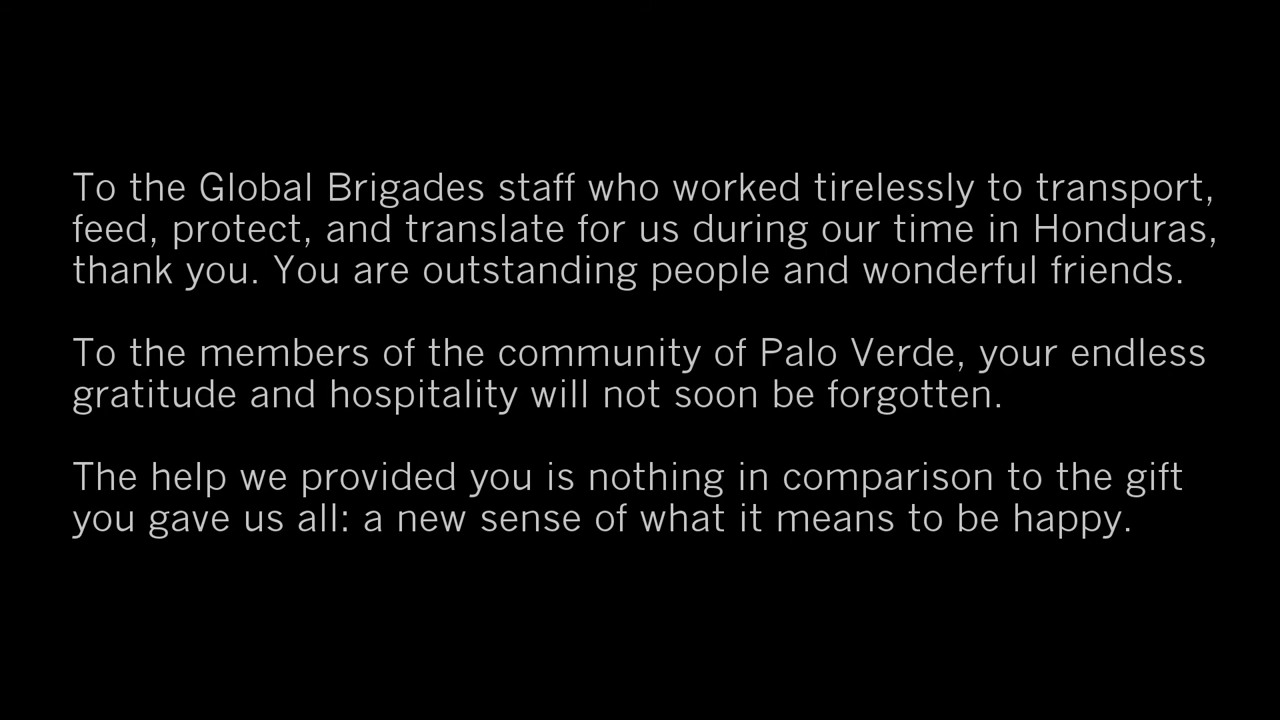 To the Global Brigades staff who worked tirelessly to transport,
feed, protect, and translate for us during our time in Honduras,
thank you. You are outstanding people and wonderful friends.
To the members of the community of Palo Verde, your endless
gratitude and hospitality will not soon be forgotten.
The help we provided you is nothing in comparison to the gift
you gave us all: a new sense of what it means to be happy.